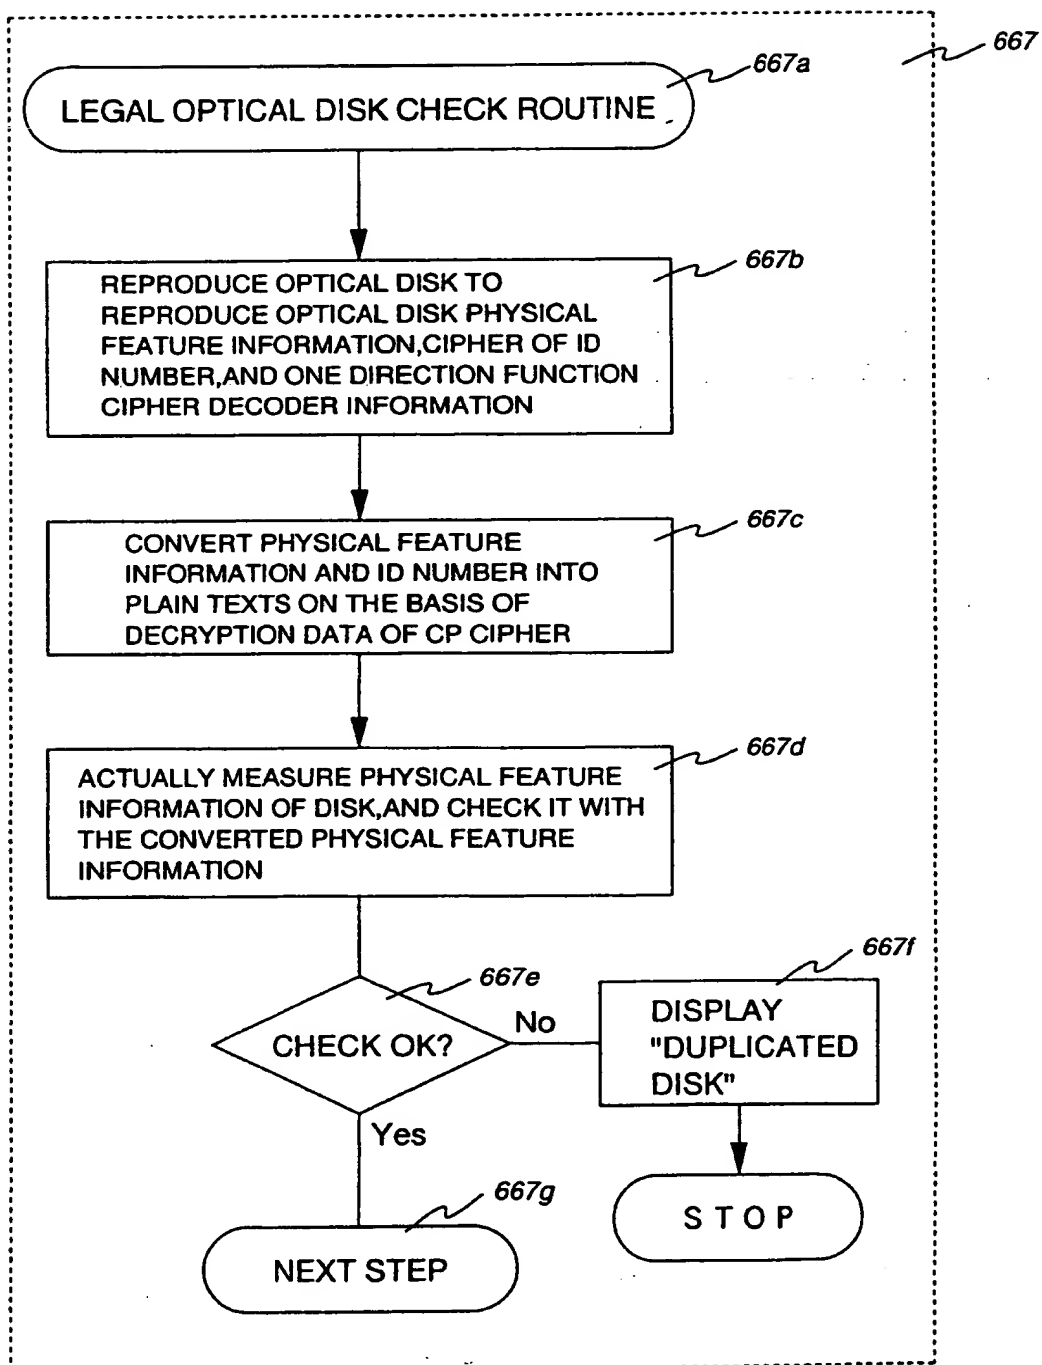 667
667a
LEGAL OPTICAL DISK CHECK ROUTINE
667b
REPRODUCE OPTICAL DISK TO
REPRODUCE OPTICAL DISK PHYSICAL
FEATURE INFORMATION,CIPHER OF ID
NUMBER,AND ONE DIRECTION FUNCTION
CIPHER DECODER INFORMATION
667c
CONVERT PHYSICAL FEATURE
INFORMATION AND ID NUMBER INTO
PLAIN TEXTS ON THE BASIS OF
DECRYPTION DATA OF CP CIPHER
667d
ACTUALLY MEASURE PHYSICAL FEATURE
INFORMATION OF DISK,AND CHECK IT WITH
THE CONVERTED PHYSICAL FEATURE
INFORMATION
667e
CHECK OK?
No
Yes
667f
DISPLAY
"DUPLICATED
DISK"
STOP
667g
NEXT STEP